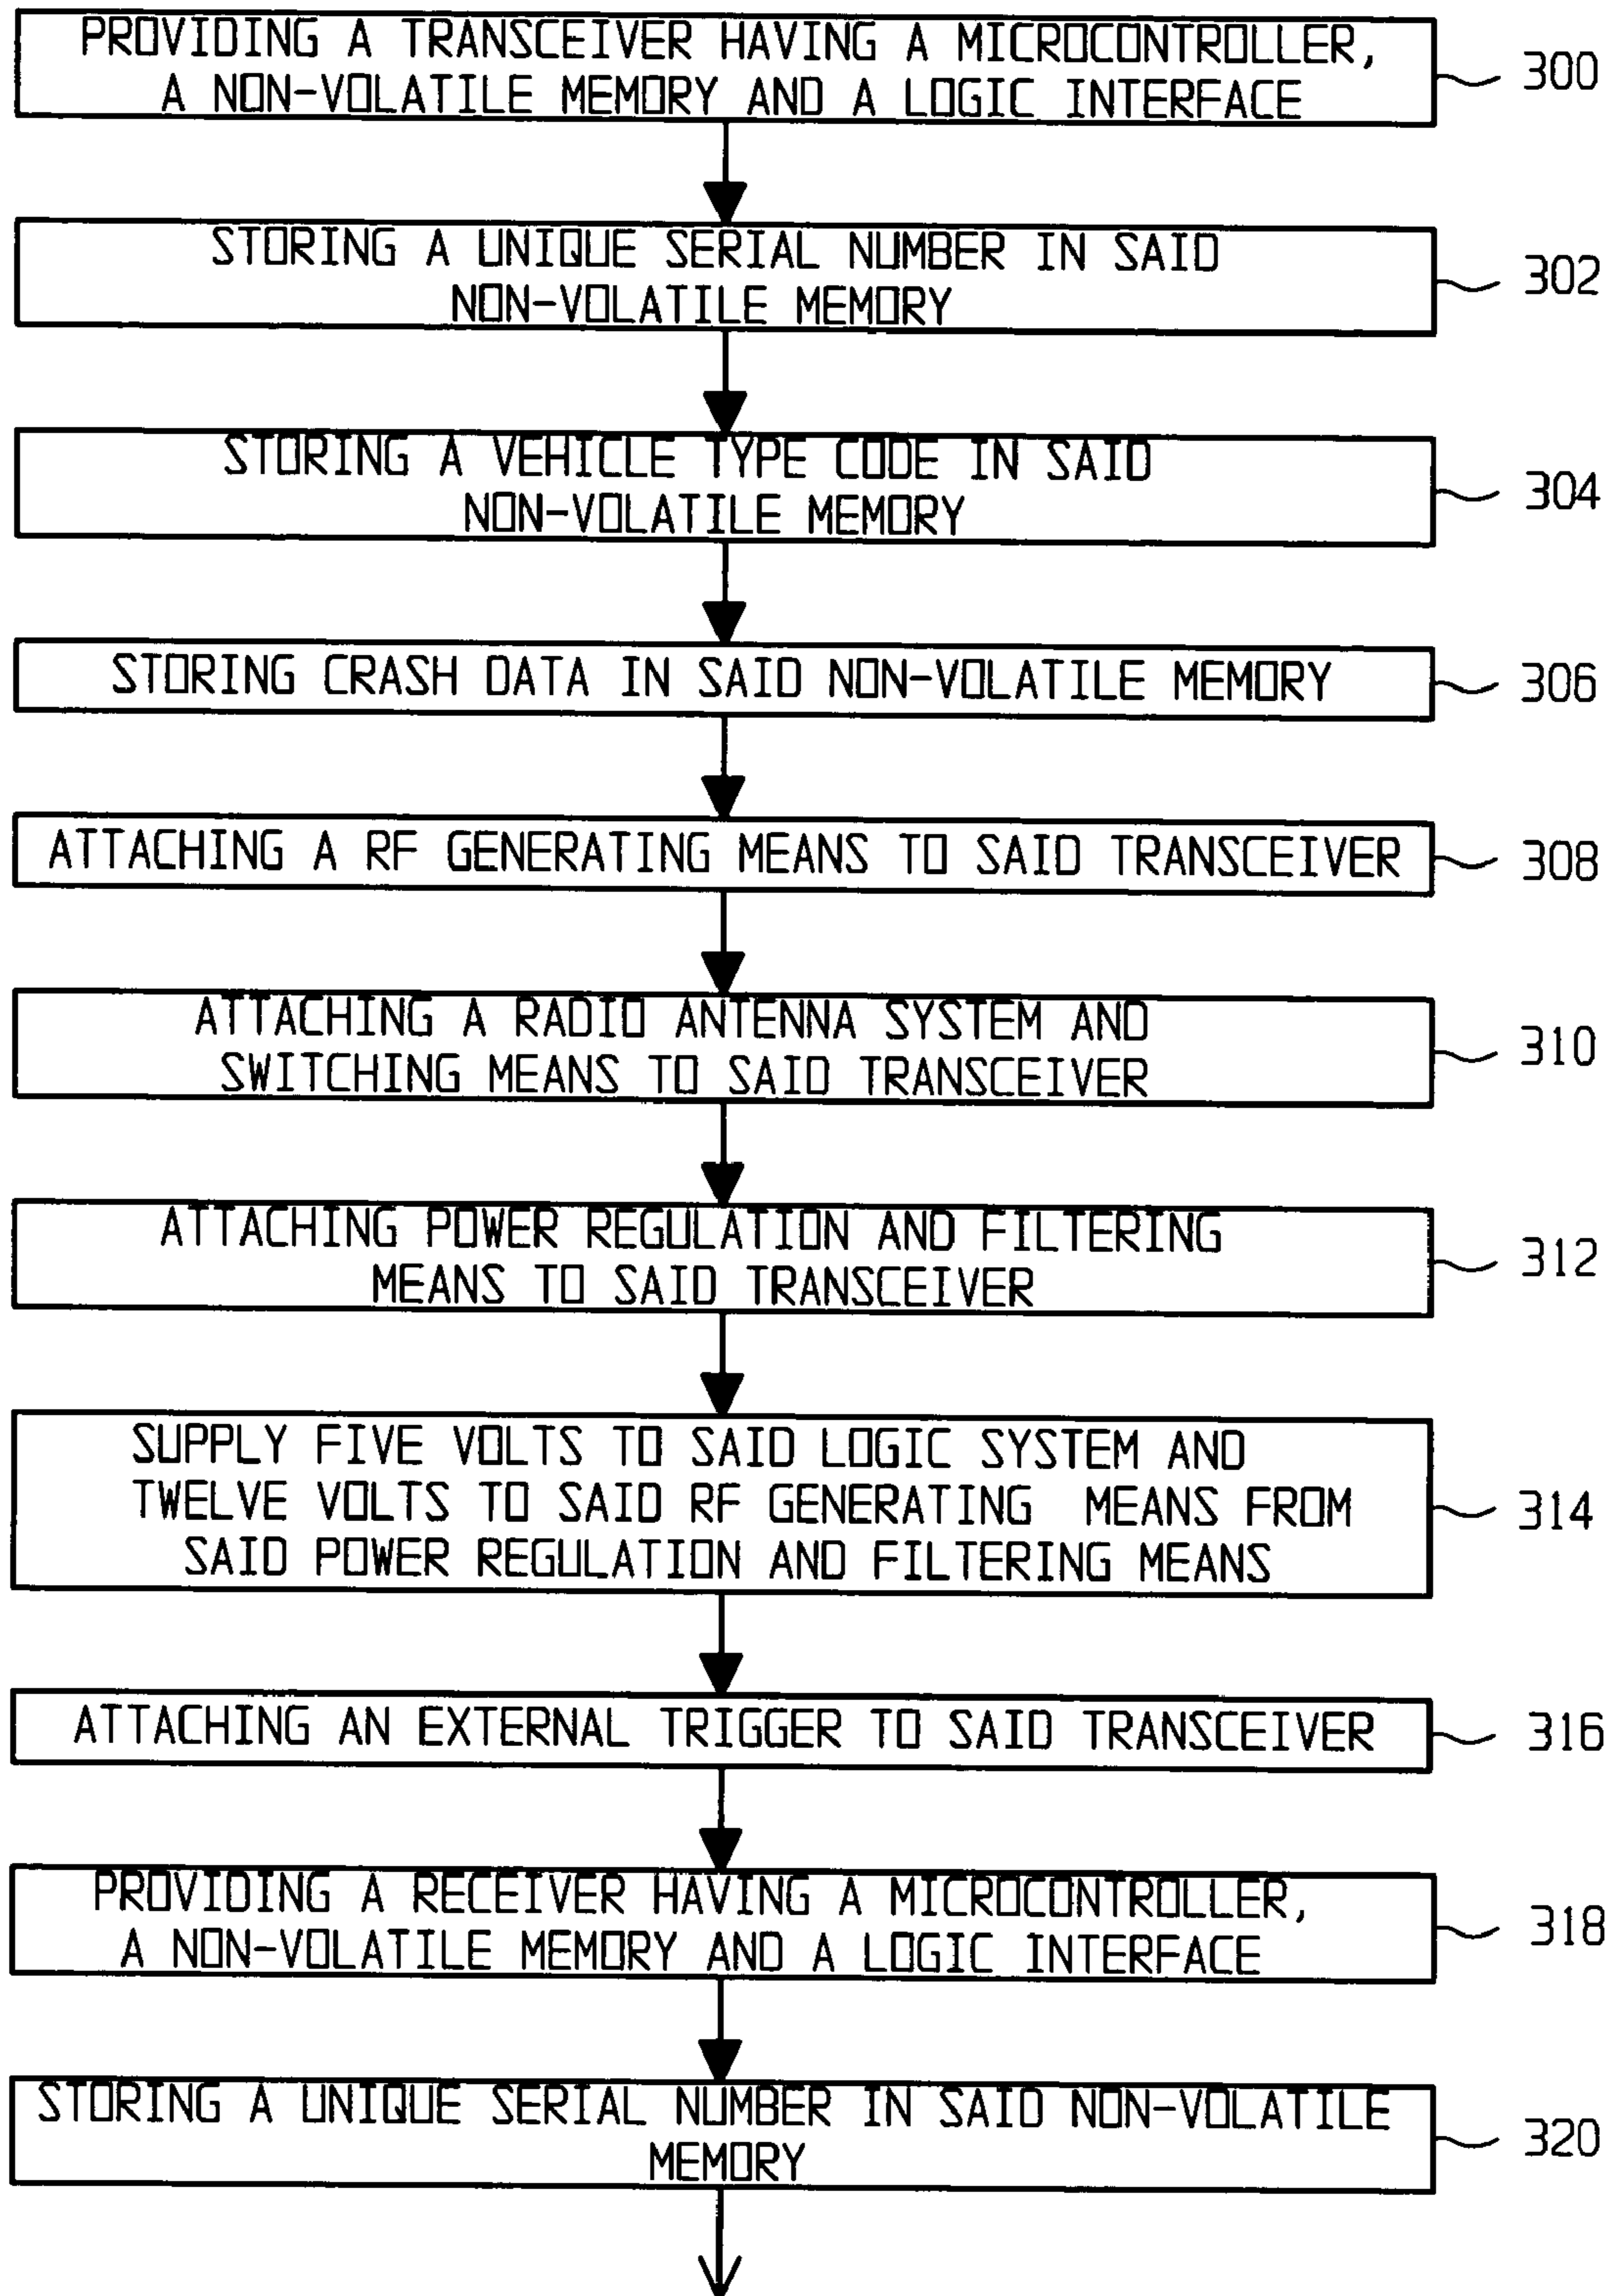 PROVIDING A TRANSCEIVER HAVING A MICROCONTROLLER,
A NON-VOLATILE MEMORY AND A LOGIC INTERFACE
300
STORING A UNIQUE SERIAL NUMBER IN SAID
NON-VOLATILE MEMORY
302
STORING A VEHICLE TYPE CODE IN SAID
NON-VOLATILE MEMORY
304
STORING CRASH DATA IN SAID NON-VOLATILE MEMORY
306
ATTACHING A RF GENERATING MEANS TO SAID TRANSCEIVER
308
ATTACHING A RADIO ANTENNA SYSTEM AND
SWITCHING MEANS TO SAID TRANSCEIVER
310
ATTACHING POWER REGULATION AND FILTERING
MEANS TO SAID TRANSCEIVER
312
SUPPLY FIVE VOLTS TO SAID LOGIC SYSTEM AND
TWELVE VOLTS TO SAID RF GENERATING MEANS FROM
SAID POWER REGULATION AND FILTERING MEANS
314
ATTACHING AN EXTERNAL TRIGGER TO SAID TRANSCEIVER
316
PROVIDING A RECEIVER HAVING A MICROCONTROLLER,
A NON-VOLATILE MEMORY AND A LOGIC INTERFACE
318
STORING A UNIQUE SERIAL NUMBER IN SAID NON-VOLATILE
MEMORY
320